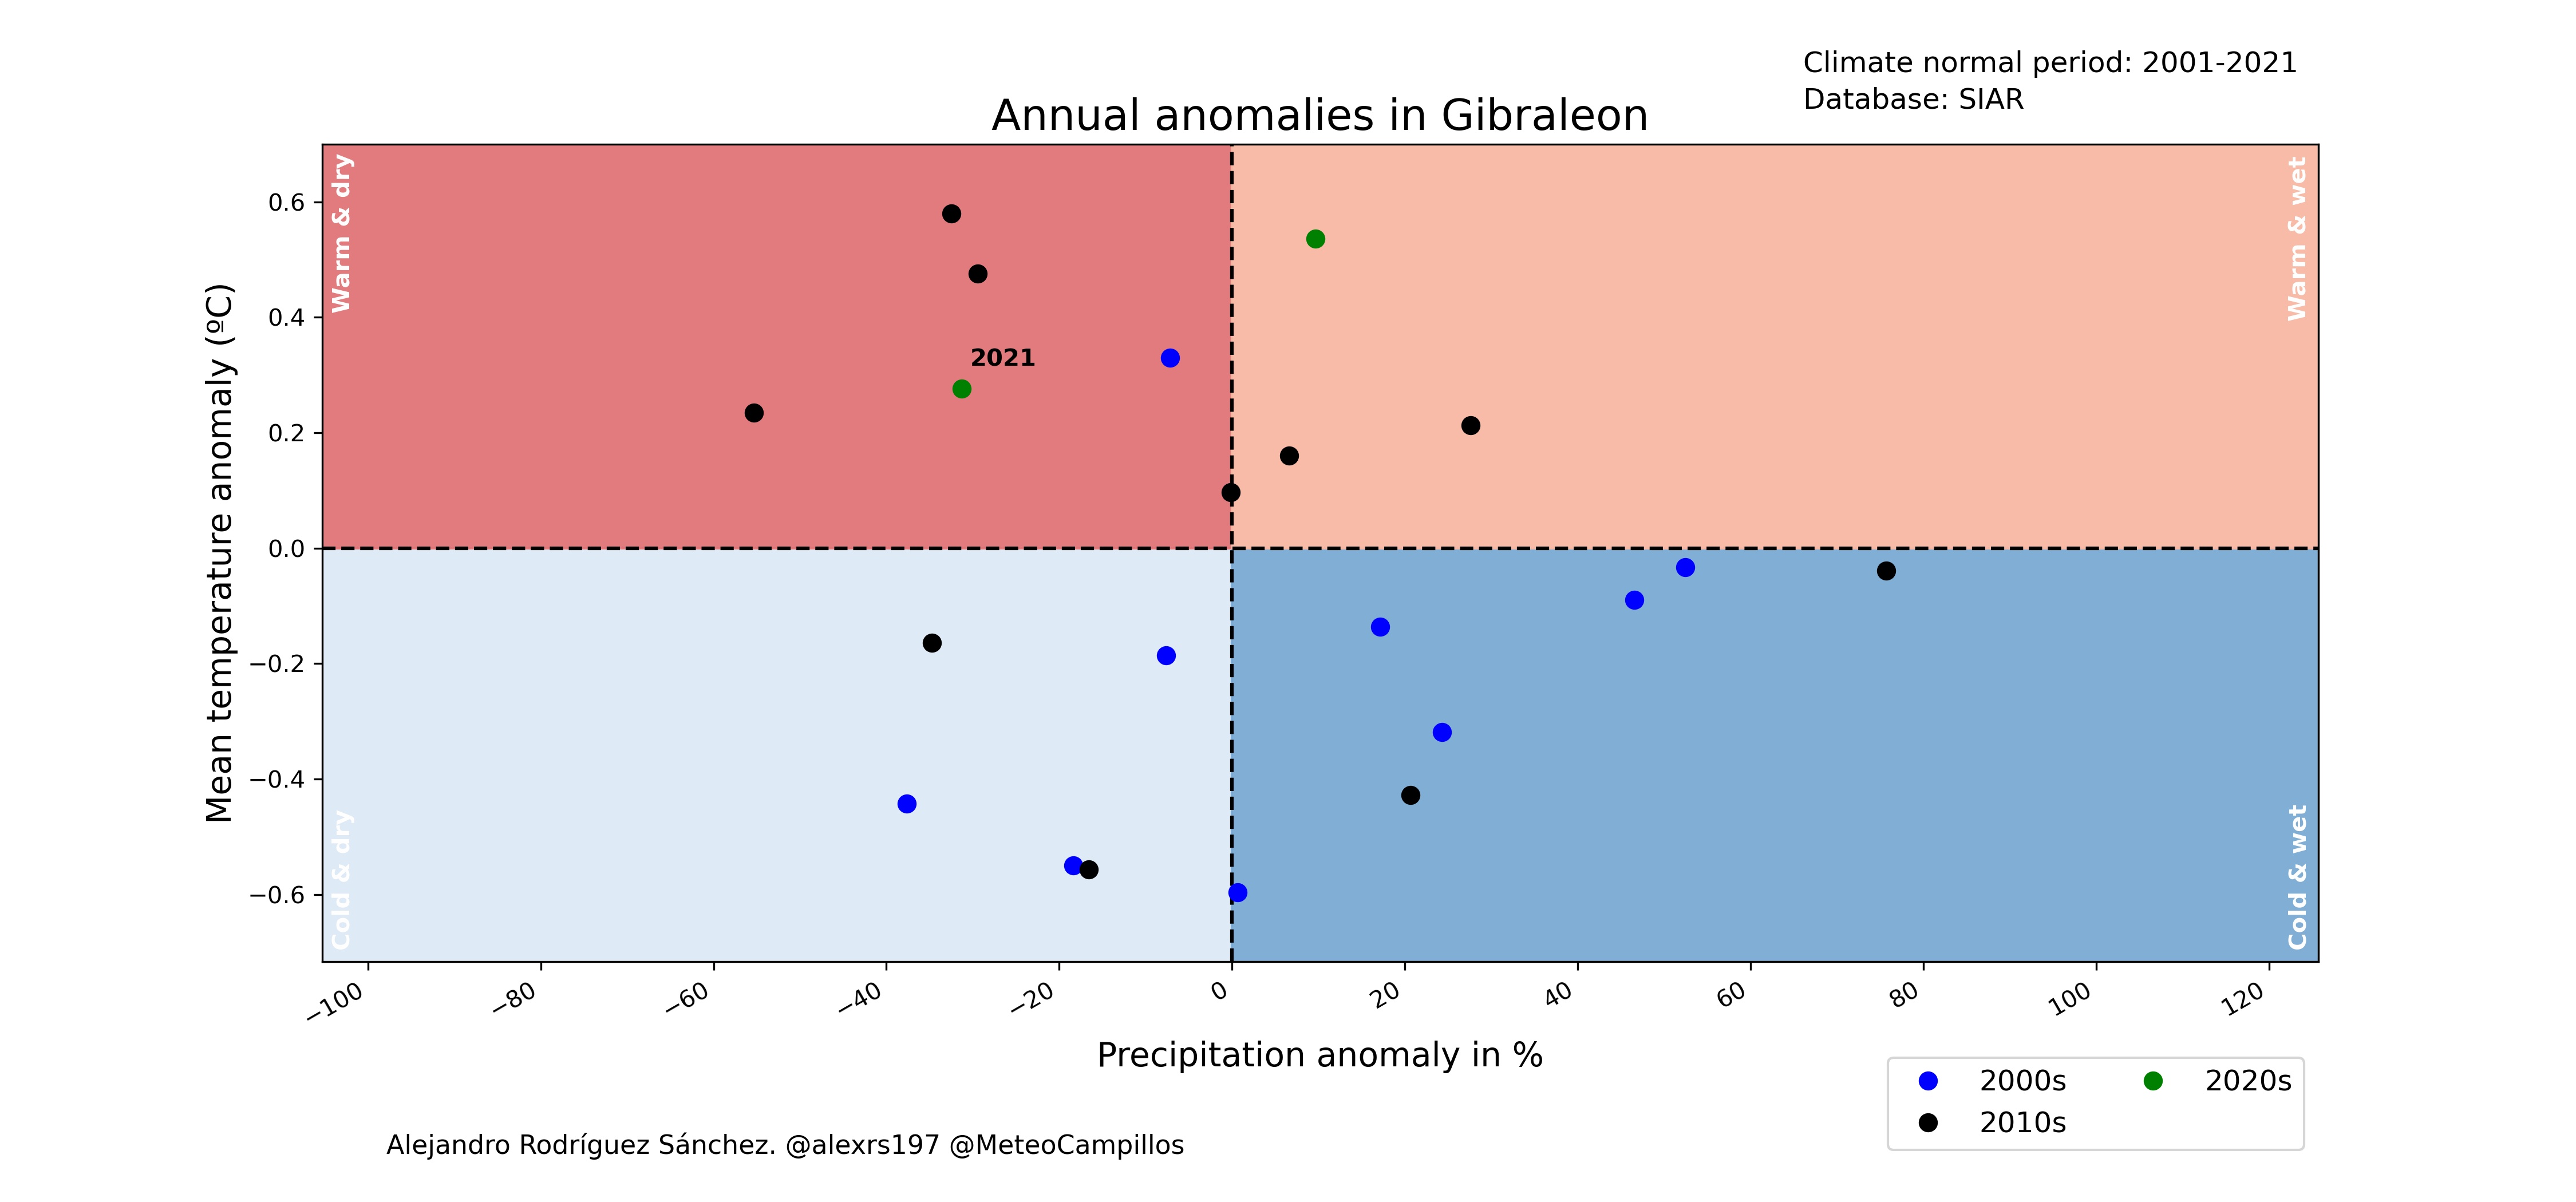 Climate normal period: 2001-2021
Database: SIAR
Annual anomalies in Gibraleon
Warm & dry
Warm & wet
Cold & dry
Cold & wet
2021
Mean temperature anomaly (ºC)
0.6
0.4
0.2
0.0
−0.2
−0.4
−0.6
−100
−80
−60
−40
−20
0
20
40
60
80
100
120
Precipitation anomaly in %
2000s
2010s
2020s
Alejandro Rodríguez Sánchez. @alexrs197 @MeteoCampillos